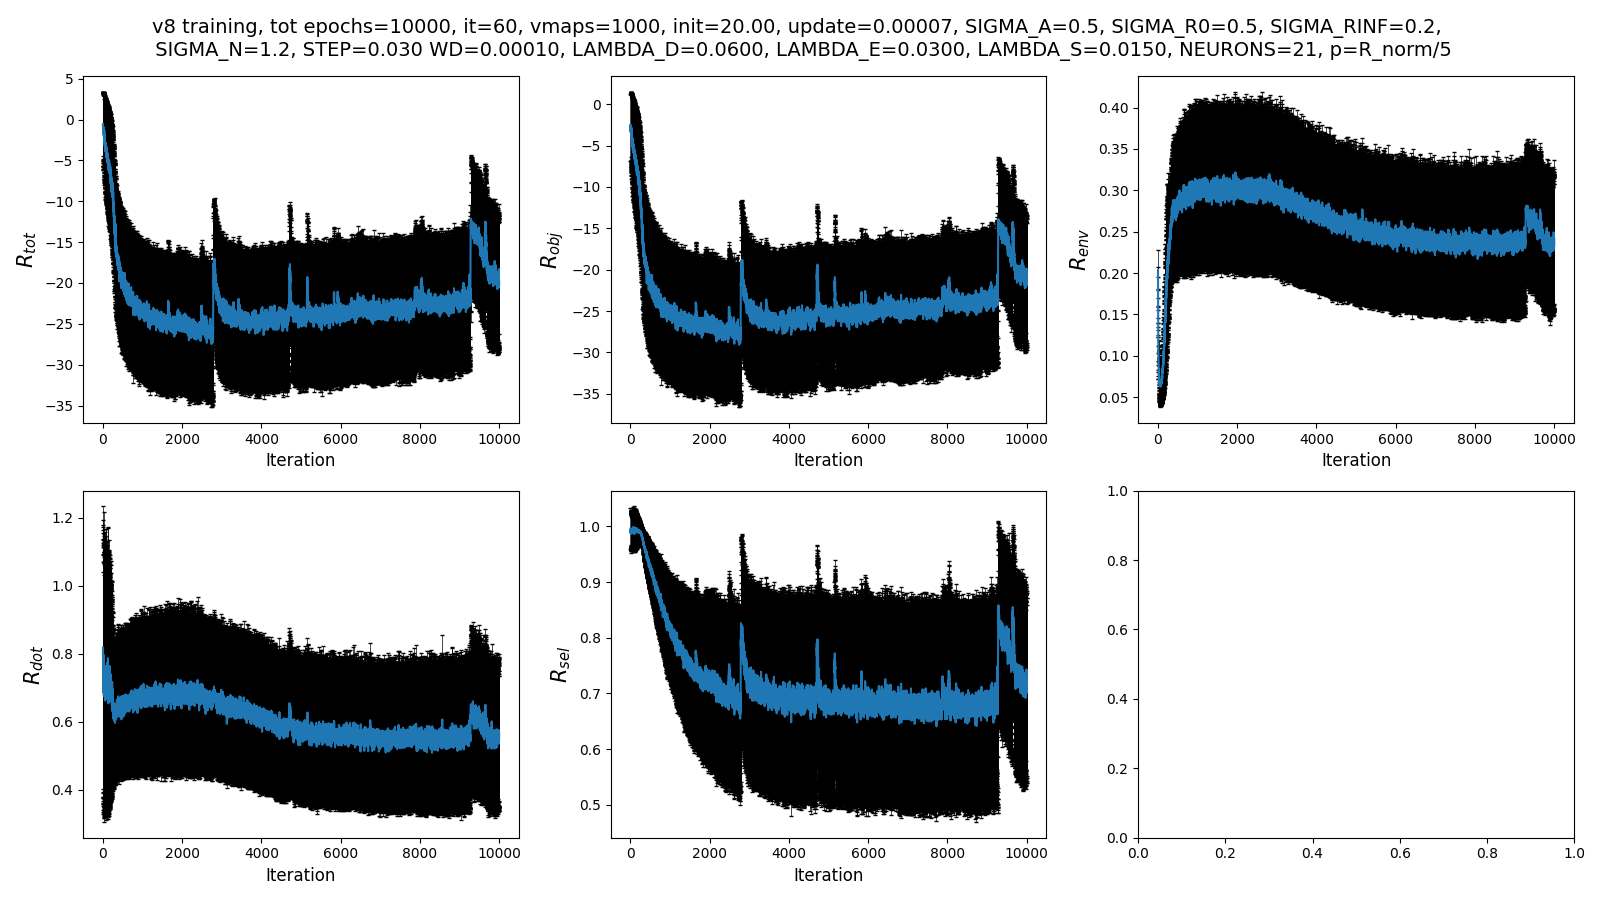 v8 training, tot epochs=10000, it=60, vmaps=1000, init=20.00, update=0.00007, SIGMA_A=0.5, SIGMA_R0=0.5, SIGMA_RINF=0.2,
SIGMA_N=1.2, STEP=0.030 WD=0.00010, LAMBDA_D=0.0600, LAMBDA_E=0.0300, LAMBDA_S=0.0150, NEURONS=21, p=R_norm/5
5
0
−5
−10
−15
−20
−25
−30
−35
R_tot
0 2000 4000 6000 8000 10000
Iteration
0
−5
−10
−15
−20
−25
−30
−35
R_obj
0 2000 4000 6000 8000 10000
Iteration
0.40
0.35
0.30
0.25
0.20
0.15
0.10
0.05
R_env
0 2000 4000 6000 8000 10000
Iteration
1.2
1.0
0.8
0.6
0.4
R_dot
0 2000 4000 6000 8000 10000
Iteration
1.0
0.9
0.8
0.7
0.6
0.5
R_sel
0 2000 4000 6000 8000 10000
Iteration
1.0
0.8
0.6
0.4
0.2
0.0
0.0 0.2 0.4 0.6 0.8 1.0